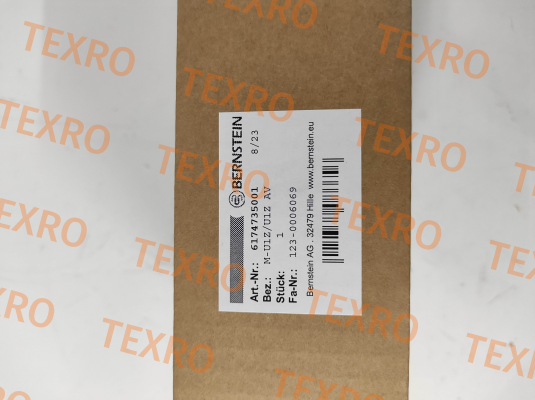 BERNSTEIN
Art.-Nr.: 6174735001 8/23
Bez.: M-U1Z/U1Z AV
Stück: 1
Fa-Nr.: 123-0006069
Bernstein AG . 32479 Hille www.bernstein.eu
TEXRO
TEXRO
TEXRO
TEXRO
TEXRO
TEXRO
TEXRO
TEXRO
TEXRO
TEXRO
TEXRO
TEXRO
TEXRO